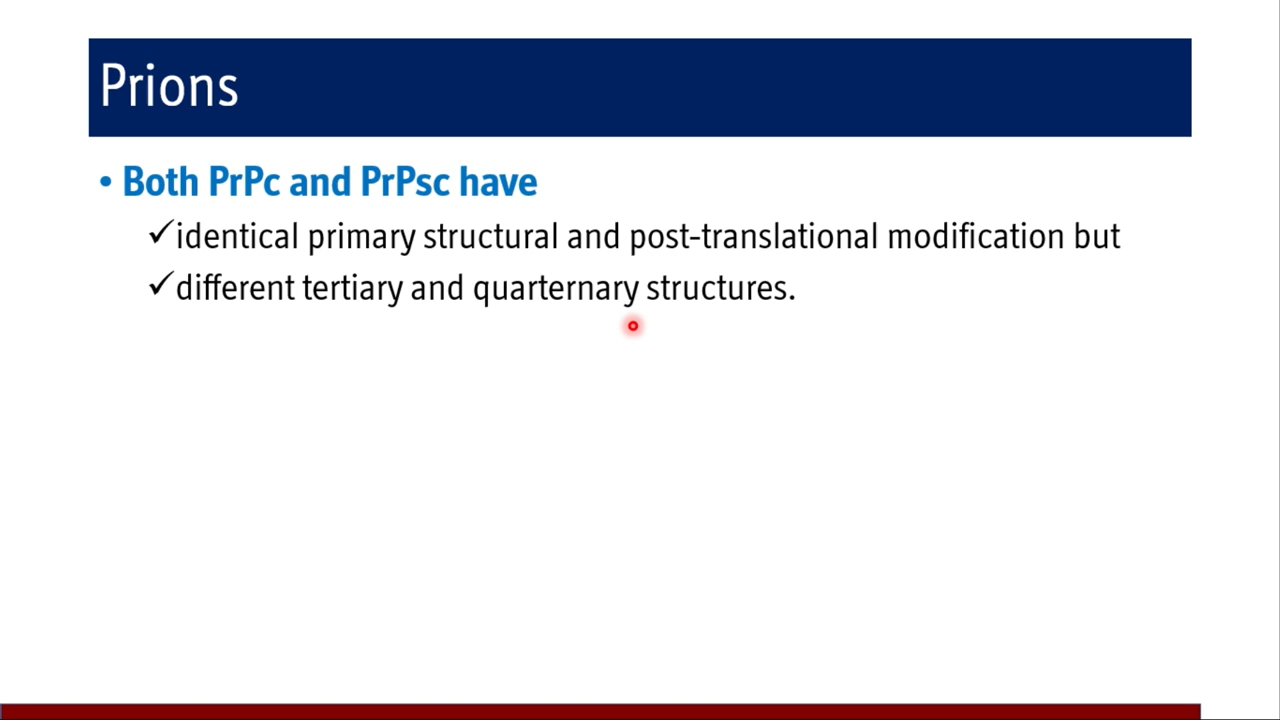 Prions
• Both PrPc and PrPsc have
✓identical primary structural and post-translational modification but
✓different tertiary and quarternary structures.